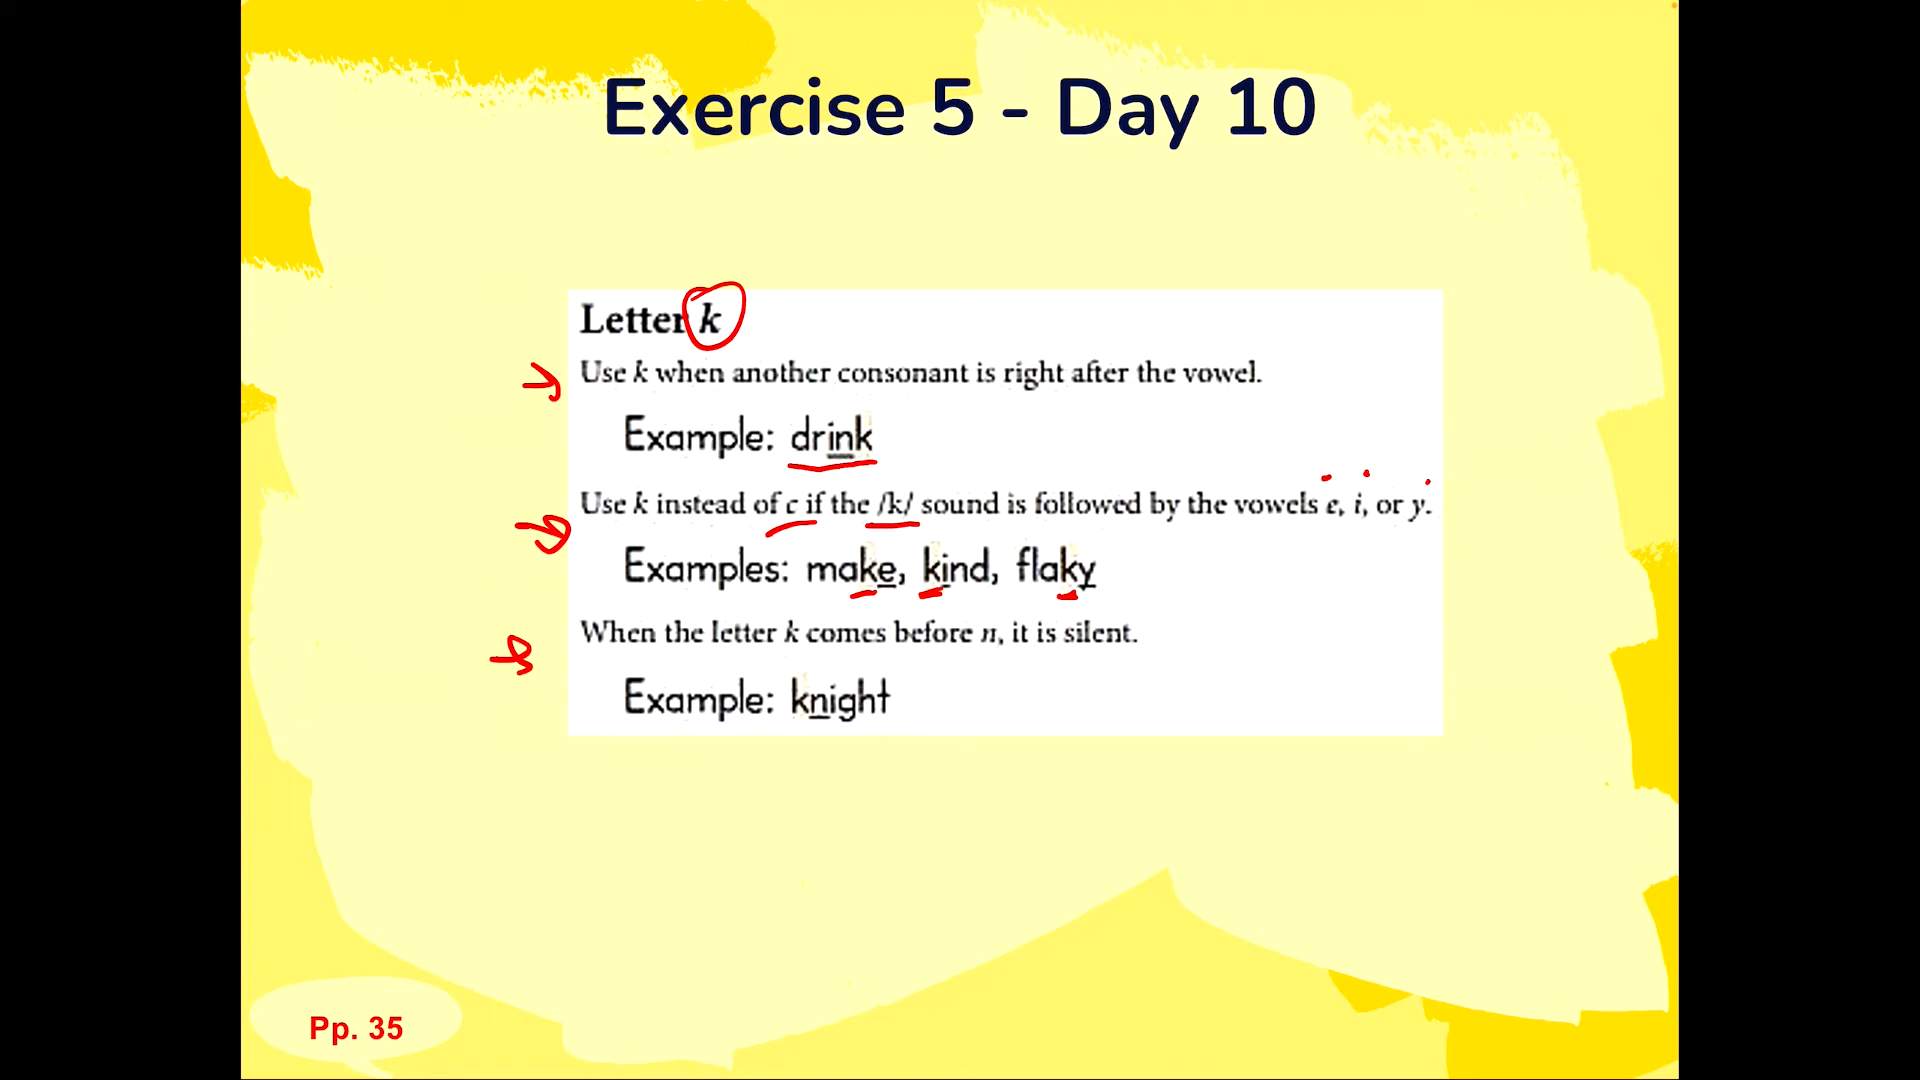 Exercise 5 - Day 10
Letter k
Use k when another consonant is right after the vowel.
Example: drink
Use k instead of c if the /k/ sound is followed by the vowels e, i, or y.
Examples: make, kind, flaky
When the letter k comes before n, it is silent.
Example: knight
Pp. 35